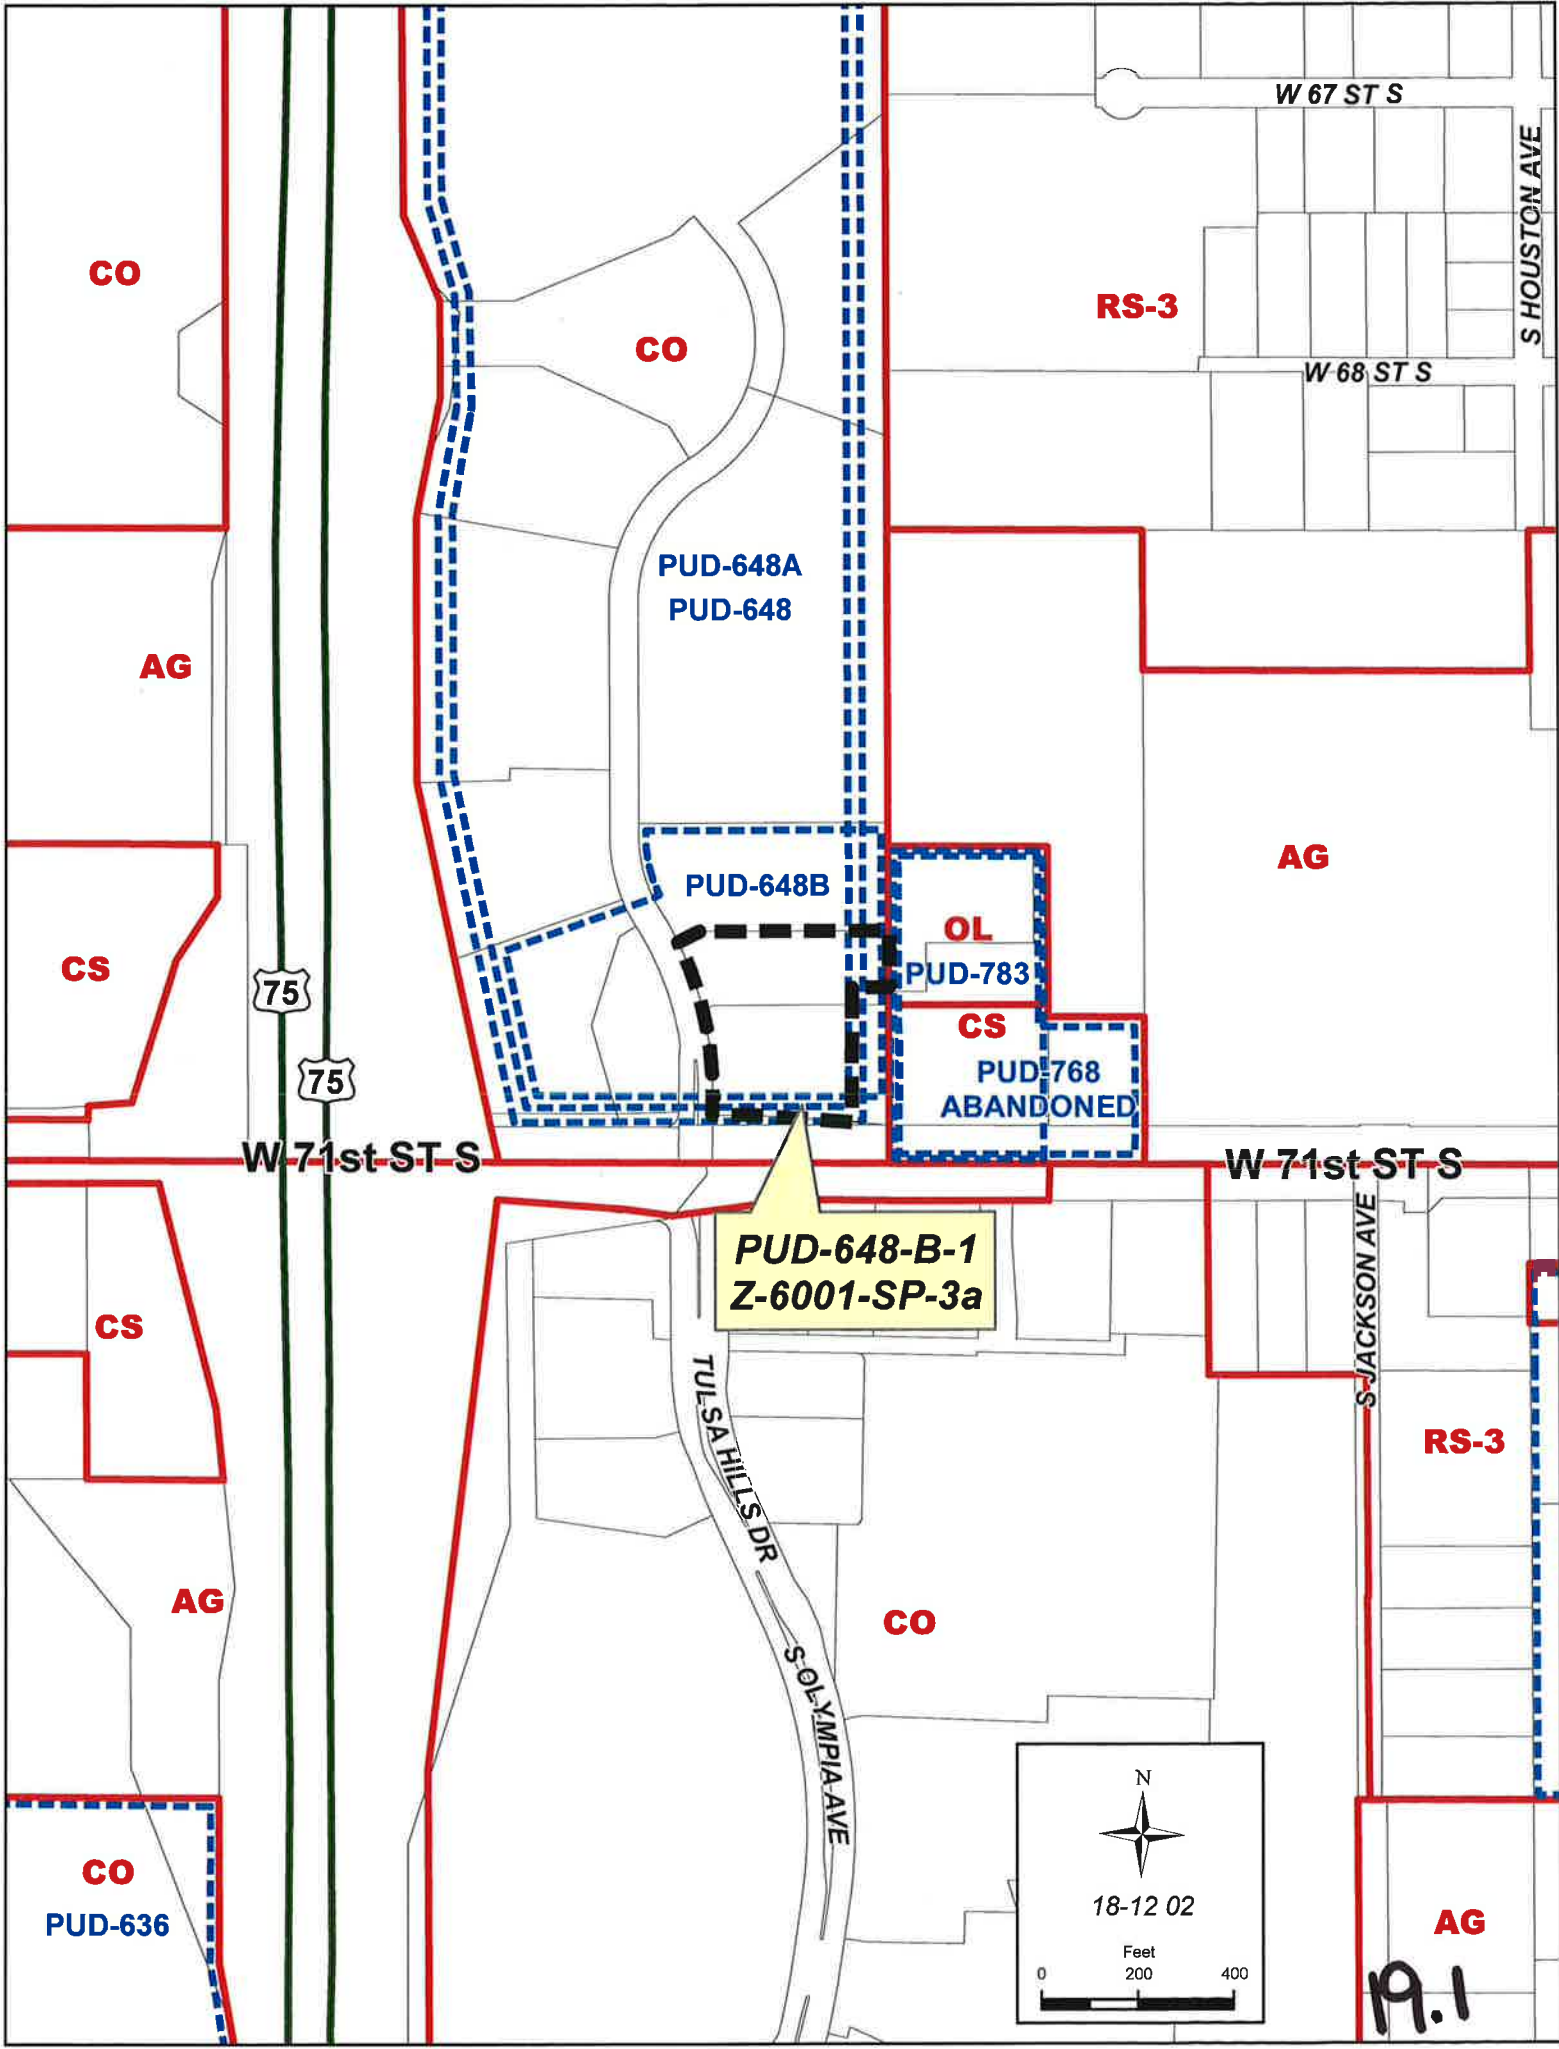 W 67 ST S
S HOUSTON AVE
CO
RS-3
CO
W 68 ST S
PUD-648A
PUD-648
AG
AG
PUD-648B
OL
CS
PUD-783
75
CS
PUD-768
ABANDONED
75
W 71st ST S
W 71st ST S
PUD-648-B-1
Z-6001-SP-3a
S JACKSON AVE
CS
TULSA HILLS DR
RS-3
AG
CO
S OLYMPIA AVE
N
CO
18-12 02
PUD-636
AG
Feet
0 200 400
19.1